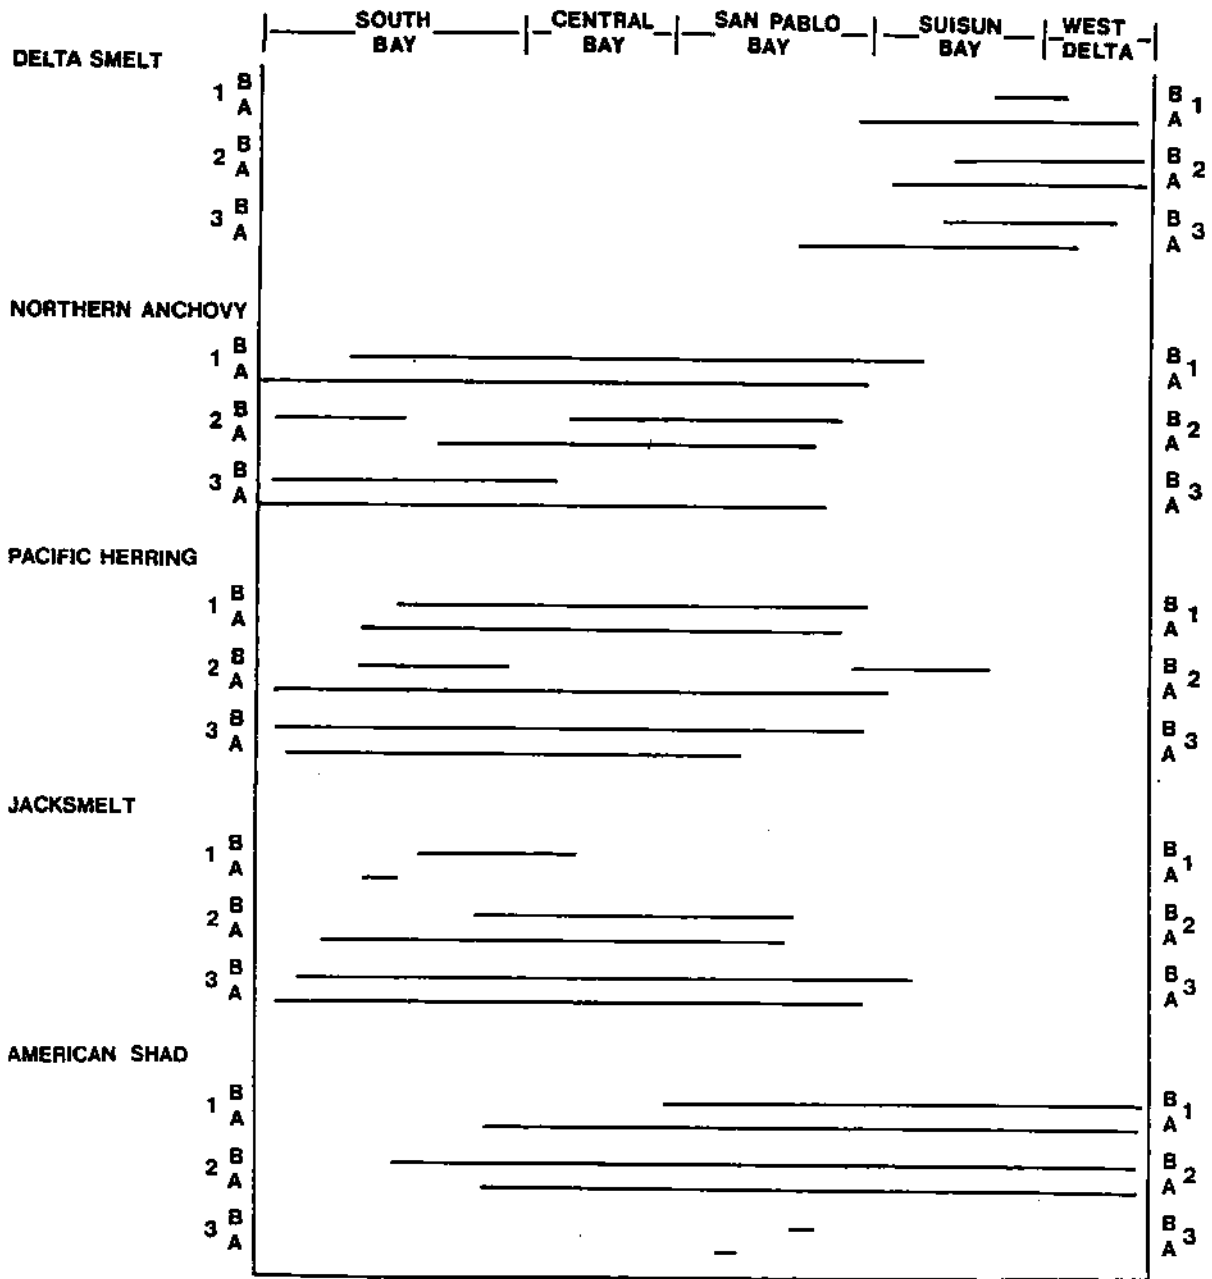 SOUTH BAY CENTRAL BAY SAN PABLO BAY SUISUN BAY WEST DELTA
DELTA SMELT
1 B B 1
A A
2 B B 2
A A
3 B B 3
A A
NORTHERN ANCHOVY
1 B B 1
A A
2 B B 2
A A
3 B B 3
A A
PACIFIC HERRING
1 B B 1
A A
2 B B 2
A A
3 B B 3
A A
JACKSMELT
1 B B 1
A A
2 B B 2
A A
3 B B 3
A A
AMERICAN SHAD
1 B B 1
A A
2 B B 2
A A
3 B B 3
A A